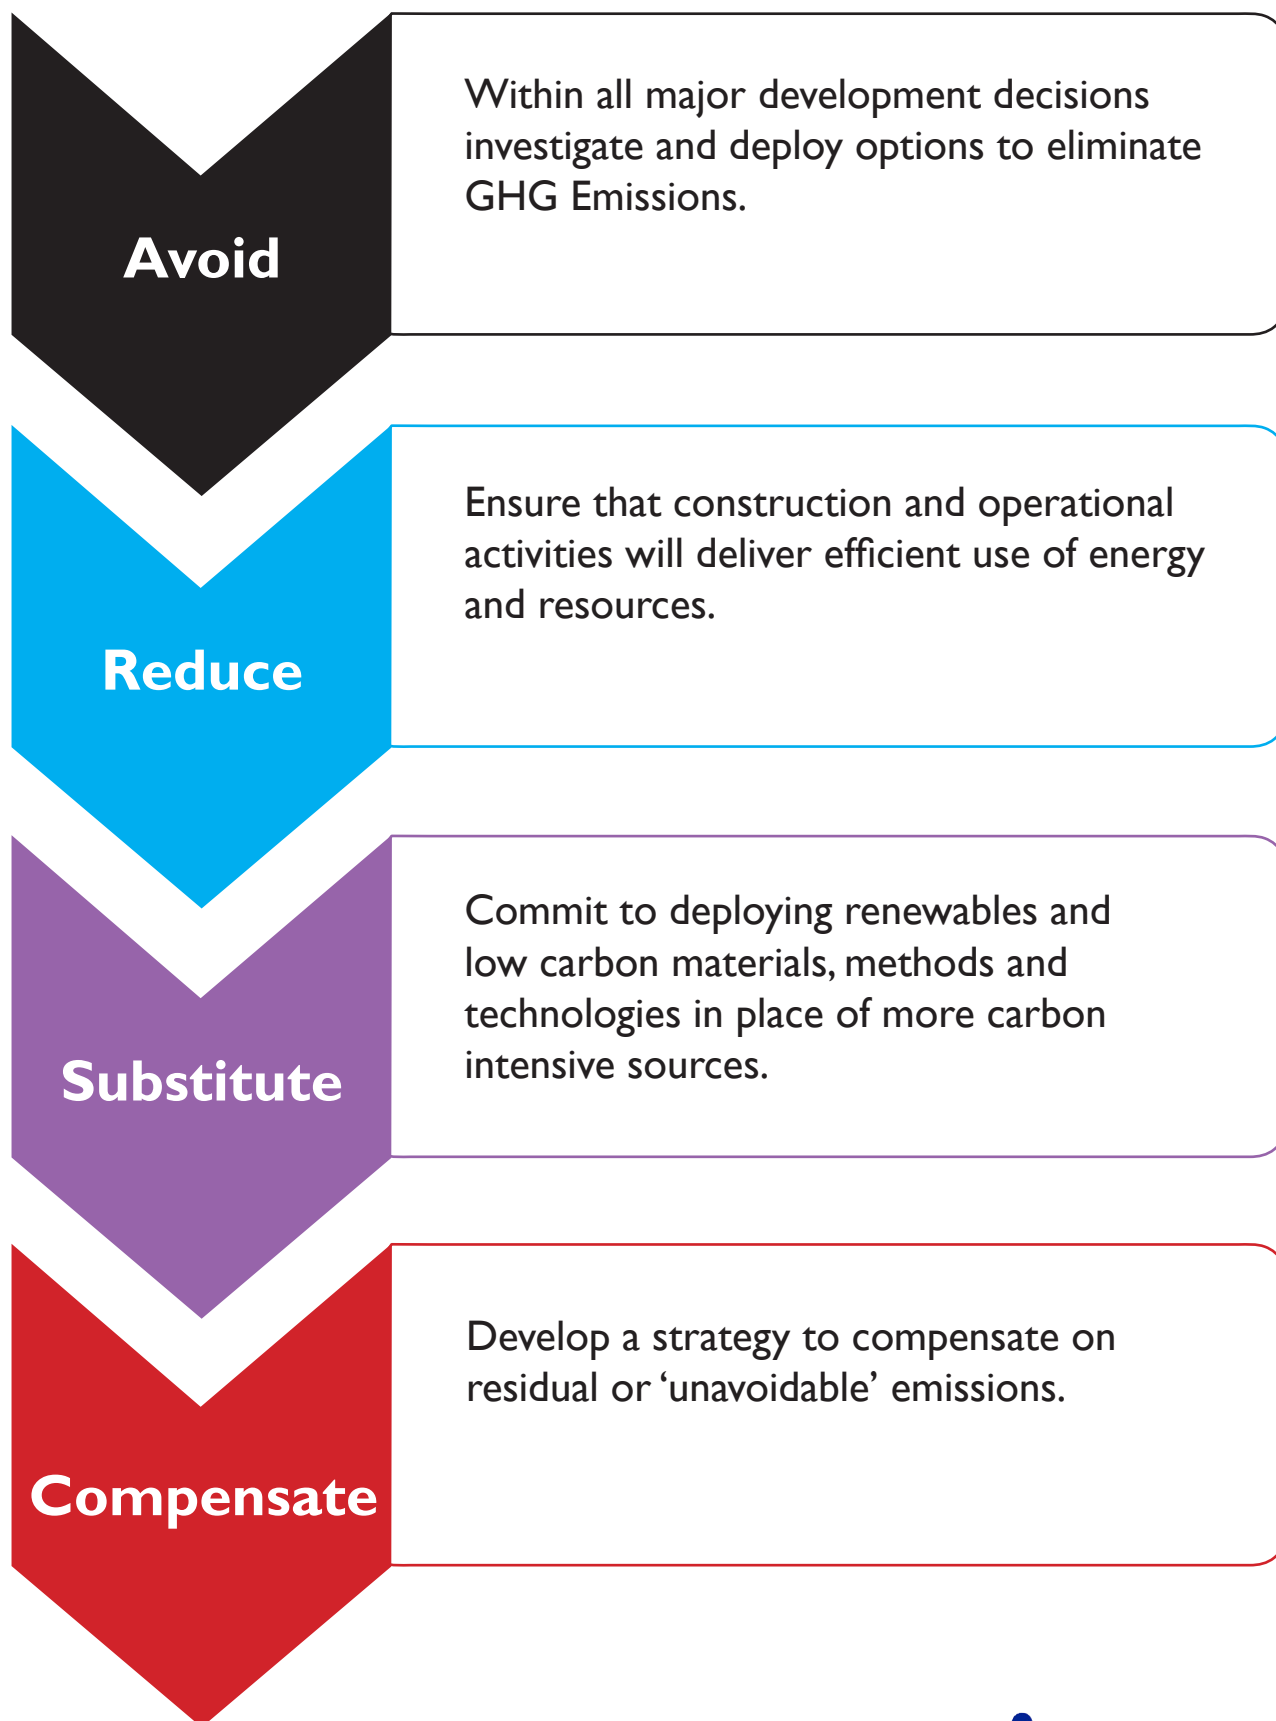 Avoid
Within all major development decisions
investigate and deploy options to eliminate
GHG Emissions.
Reduce
Ensure that construction and operational
activities will deliver efficient use of energy
and resources.
Substitute
Commit to deploying renewables and
low carbon materials, methods and
technologies in place of more carbon
intensive sources.
Compensate
Develop a strategy to compensate on
residual or ‘unavoidable’ emissions.